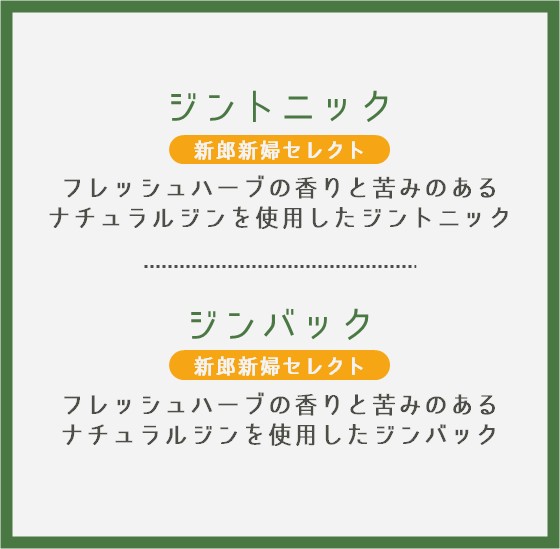 ジントニック
新郎新婦セレクト
フレッシュハーブの香りと苦みのある
ナチュラルジンを使用したジントニック
ジンバック
新郎新婦セレクト
フレッシュハーブの香りと苦みのある
ナチュラルジンを使用したジンバック